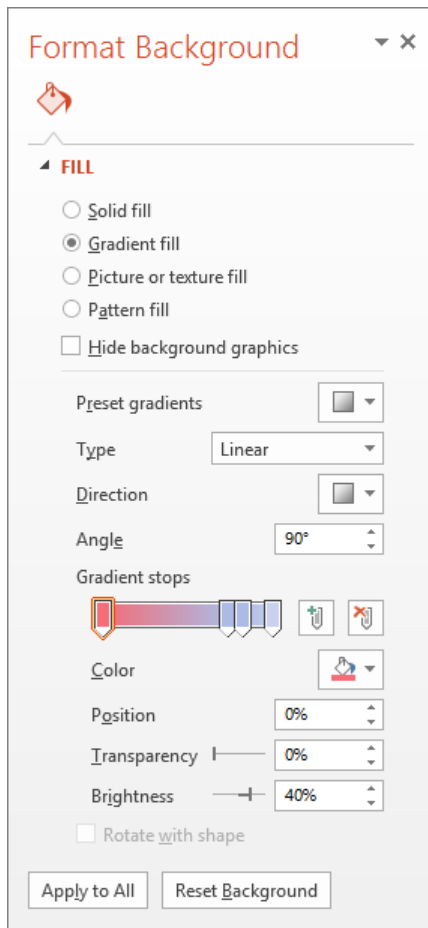 Format Background
FILL
Solid fill
Gradient fill
Picture or texture fill
Pattern fill
Hide background graphics
Preset gradients
Type Linear
Direction
Angle 90°
Gradient stops
Color
Position 0%
Transparency 0%
Brightness 40%
Rotate with shape
Apply to All Reset Background